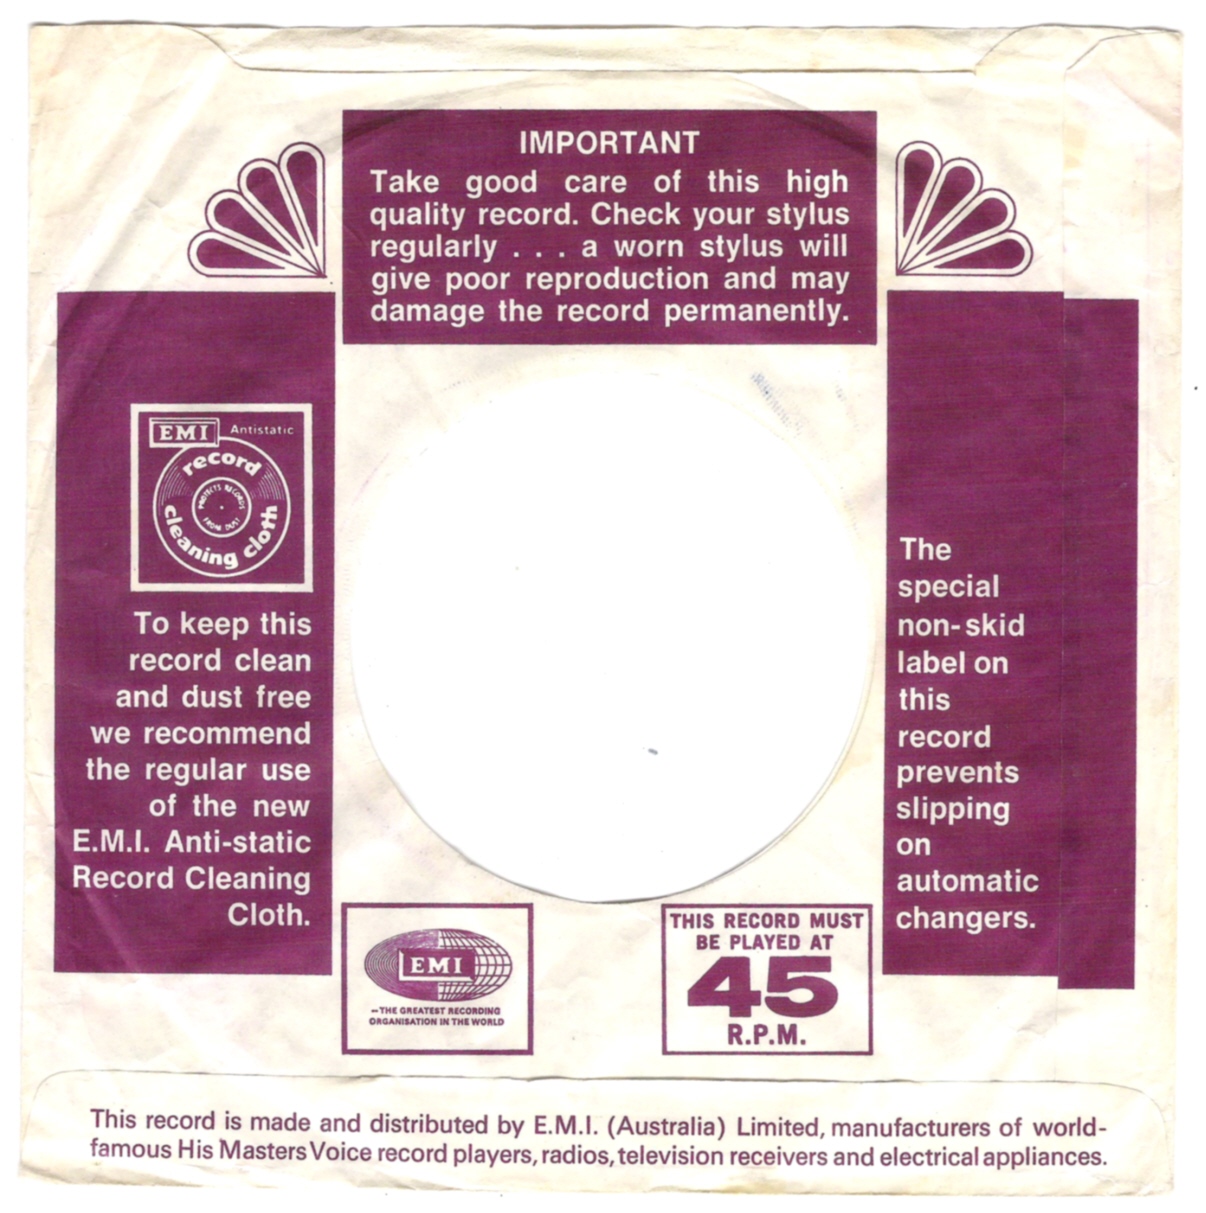 IMPORTANT
Take good care of this high
quality record. Check your stylus
regularly . . . a worn stylus will
give poor reproduction and may
damage the record permanently.
EMI Antistatic
record
PROTECTS RECORDS
FROM DUST
cleaning cloth
To keep this
record clean
and dust free
we recommend
the regular use
of the new
E.M.I. Anti-static
Record Cleaning
Cloth.
The
special
non-skid
label on
this
record
prevents
slipping
on
automatic
changers.
EMI
—THE GREATEST RECORDING
ORGANISATION IN THE WORLD
THIS RECORD MUST
BE PLAYED AT
45
R.P.M.
This record is made and distributed by E.M.I. (Australia) Limited, manufacturers of world-
famous His Masters Voice record players, radios, television receivers and electrical appliances.